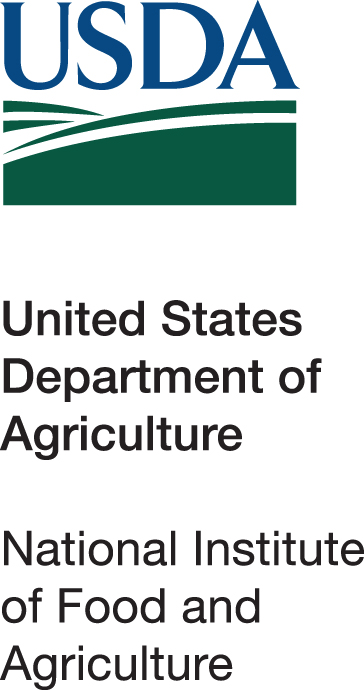 USDA
United States
Department of
Agriculture
National Institute
of Food and
Agriculture